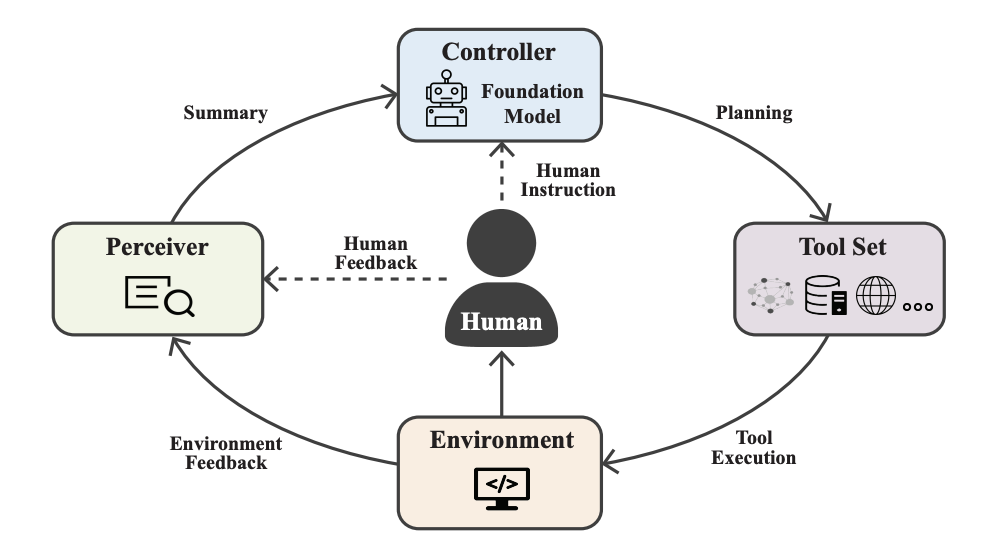 Controller
Foundation
Model
Summary
Planning
Human
Instruction
Perceiver
Human
Feedback
Tool Set
Human
Environment
</>
Environment
Feedback
Tool
Execution